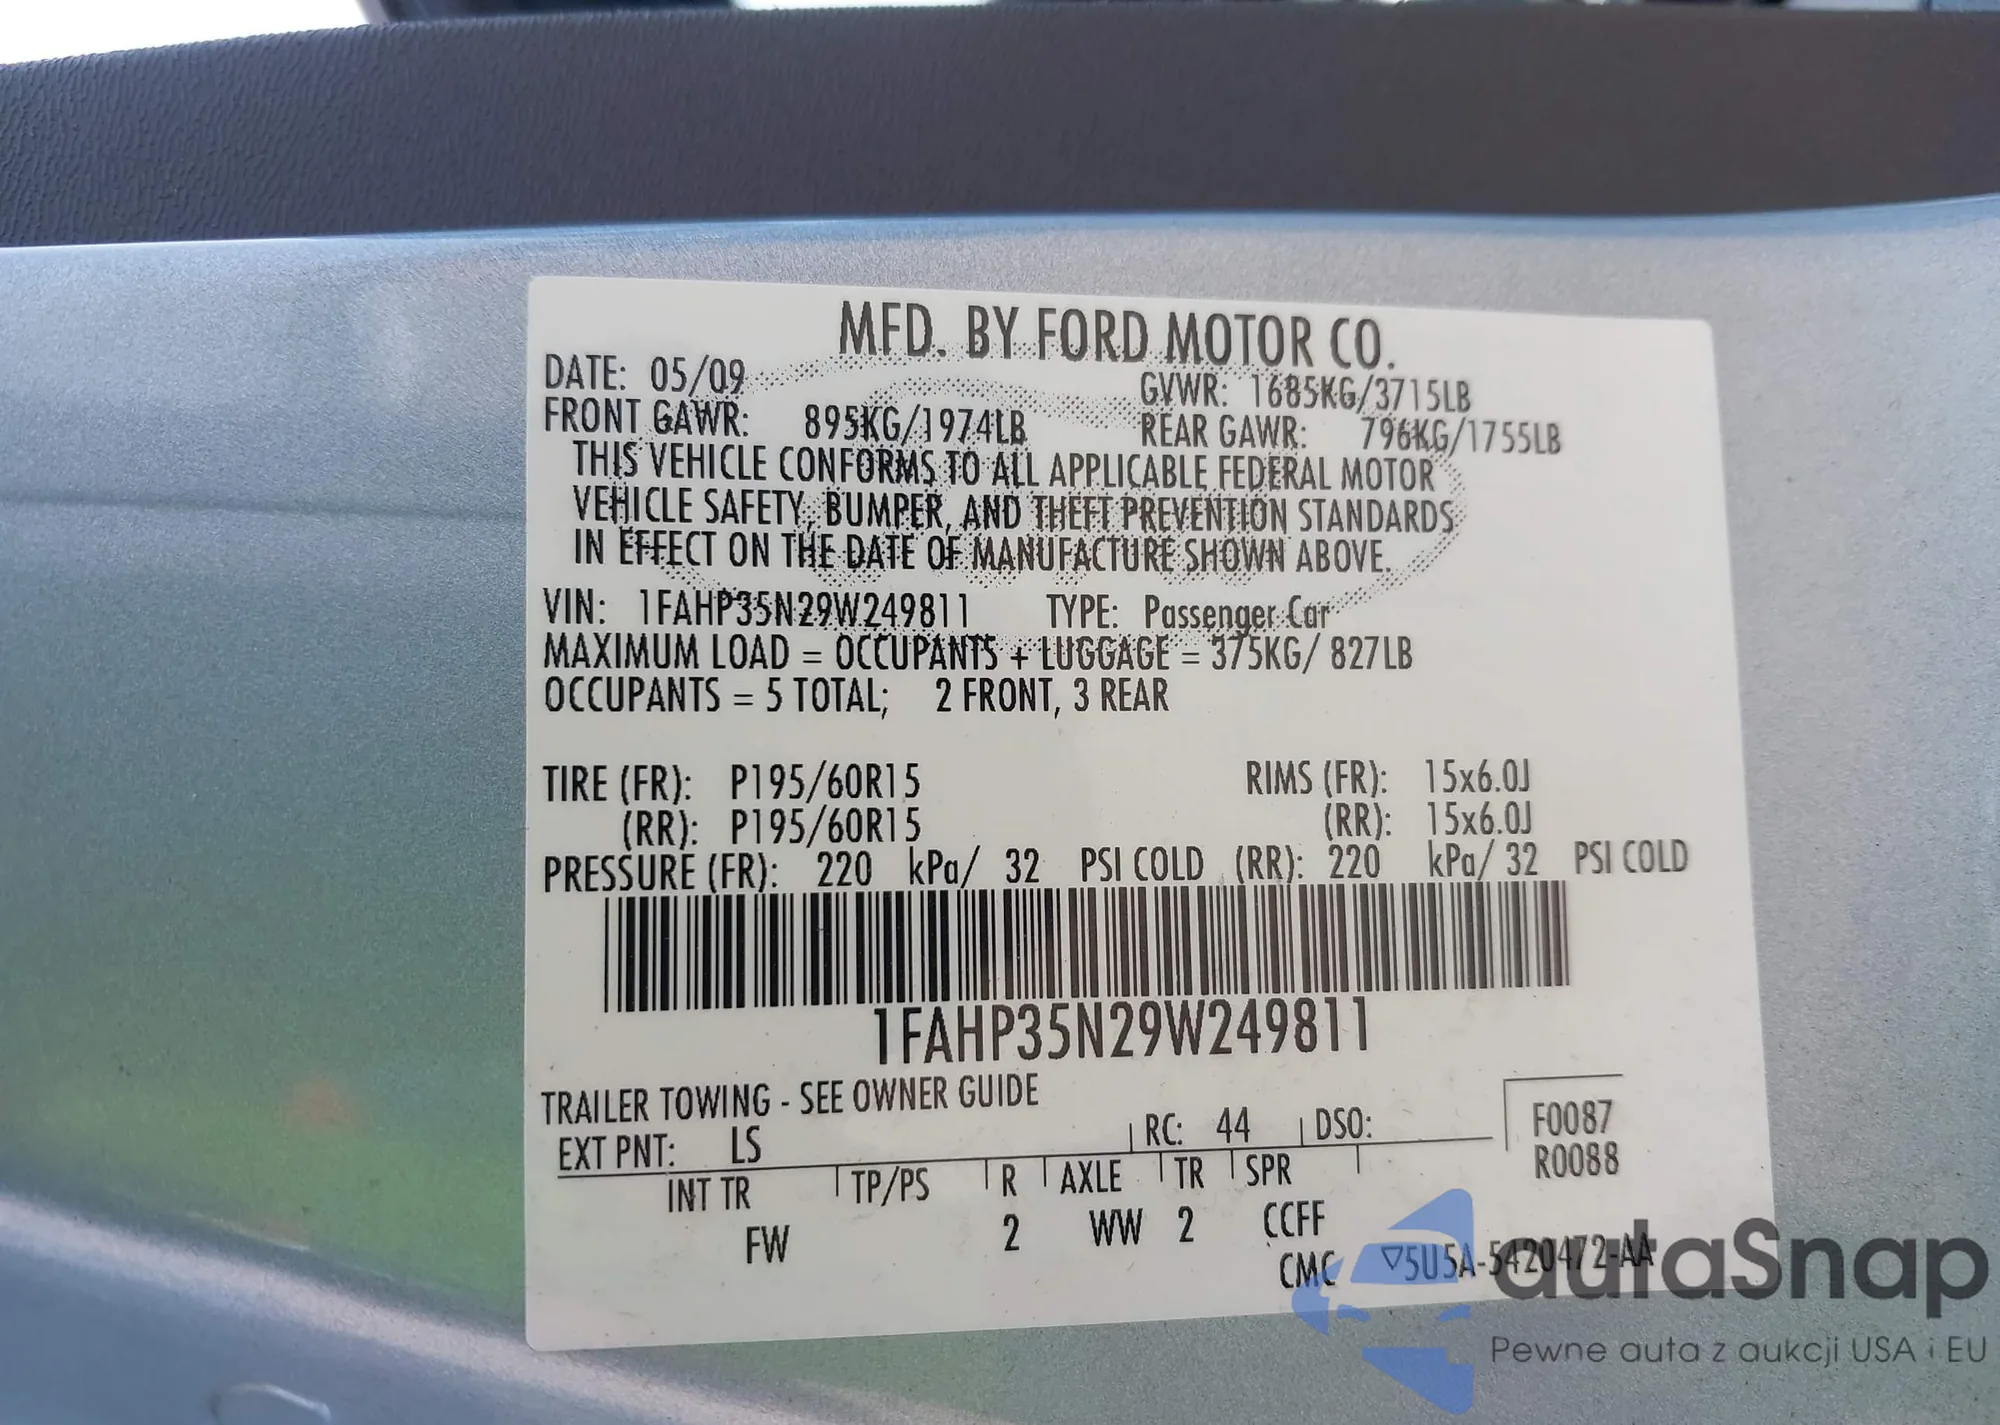 MFD. BY FORD MOTOR CO.
DATE: 05/09 GVWR: 1685KG/3715LB
FRONT GAWR: 895KG/1974LB REAR GAWR: 796KG/1755LB
THIS VEHICLE CONFORMS TO ALL APPLICABLE FEDERAL MOTOR
VEHICLE SAFETY, BUMPER, AND THEFT PREVENTION STANDARDS
IN EFFECT ON THE DATE OF MANUFACTURE SHOWN ABOVE.
VIN: 1FAHP35N29W249811 TYPE: Passenger Car
MAXIMUM LOAD = OCCUPANTS + LUGGAGE = 375KG/ 827LB
OCCUPANTS = 5 TOTAL; 2 FRONT, 3 REAR
TIRE (FR): P195/60R15 RIMS (FR): 15x6.0J
(RR): P195/60R15 (RR): 15x6.0J
PRESSURE (FR): 220 kPa/ 32 PSI COLD (RR): 220 kPa/ 32 PSI COLD
1FAHP35N29W249811
TRAILER TOWING - SEE OWNER GUIDE
EXT PNT: LS RC: 44 DSO: F0087
R0088
INT TR TP/PS R AXLE TR SPR
FW 2 WW 2 CCFF
CMC ▽5U5A-5420472-AA
autaSnap
Pewne auta z aukcji USA i EU